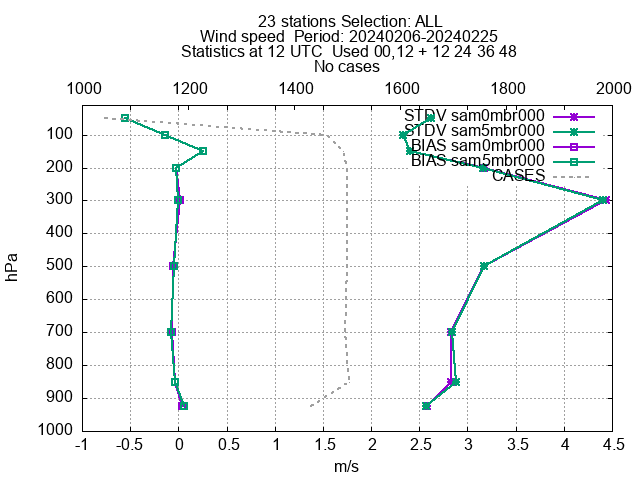 23 stations Selection: ALL
Wind speed  Period: 20240206-20240225
Statistics at 12 UTC  Used 00,12 + 12 24 36 48
No cases
1000 1200 1400 1600 1800 2000
STDV sam0mbr000
STDV sam5mbr000
BIAS sam0mbr000
BIAS sam5mbr000
CASES
100
200
300
400
500
600
700
800
900
1000
hPa
-1 -0.5 0 0.5 1 1.5 2 2.5 3 3.5 4 4.5
m/s